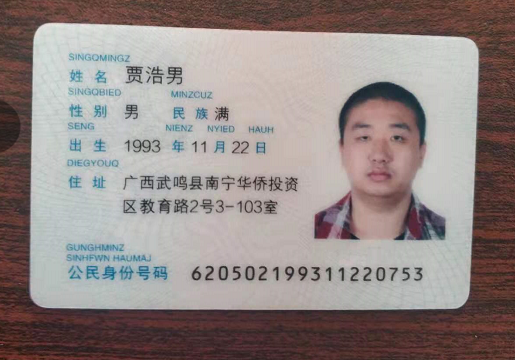 SINGQMINGZ
姓名 贾浩男
SINGQBIED MINZCUZ
性别 男 民族 满
SENG NIENZ NYIED HAUH
出生 1993 年 11 月 22 日
DIEGYOUQ
住址 广西武鸣县南宁华侨投资
区教育路2号3-103室
GUNGHMINZ
SINHFWN HAUMAJ
公民身份号码 620502199311220753